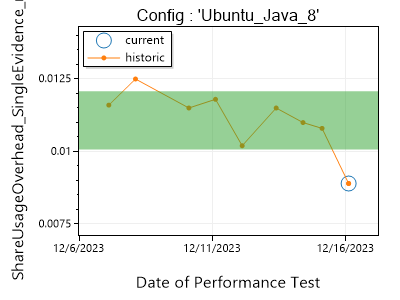 Config : 'Ubuntu_Java_8'
current
historic
ShareUsageOverhead_SingleEvidence_
0.0125
0.01
0.0075
12/6/2023
12/11/2023
12/16/2023
Date of Performance Test